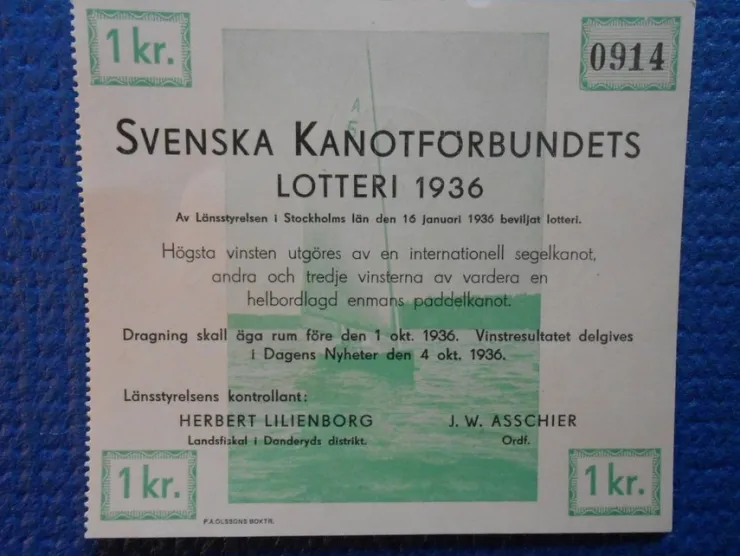 1 kr.
0914
A
SVENSKA KANOTFÖRBUNDETS
LOTTERI 1936
Av Länsstyrelsen i Stockholms län den 16 januari 1936 beviljat lotteri.
Högsta vinsten utgöres av en internationell segelkanot,
andra och tredje vinsterna av vardera en
helbordlagd enmans paddelkanot.
Dragning skall äga rum före den 1 okt. 1936. Vinstresultatet delgives
i Dagens Nyheter den 4 okt. 1936.
Länsstyrelsens kontrollant:
HERBERT LILIENBORG
J. W. ASSCHIER
Landsfiskal i Danderyds distrikt.
Ordf.
1 kr.
1 kr.
P. A. OLSSONS BOKTR.